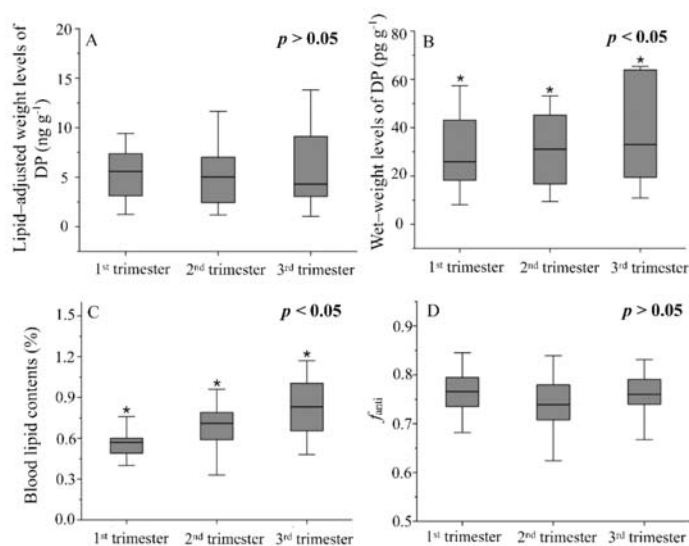 A
p > 0.05
Lipid–adjusted weight levels of
DP (ng g⁻¹)
20
15
10
5
0
1ˢᵗ trimester 2ⁿᵈ trimester 3ʳᵈ trimester
B
p < 0.05
Wet–weight levels of DP (pg g⁻¹)
80
60
40
20
0
* * *
1ˢᵗ trimester 2ⁿᵈ trimester 3ʳᵈ trimester
C
p < 0.05
Blood lipid contents (%)
1.5
1.2
0.9
0.6
0.3
0.0
* * *
1ˢᵗ trimester 2ⁿᵈ trimester 3ʳᵈ trimester
D
p > 0.05
fanti
0.9
0.8
0.7
0.6
0.5
1ˢᵗ trimester 2ⁿᵈ trimester 3ʳᵈ trimester